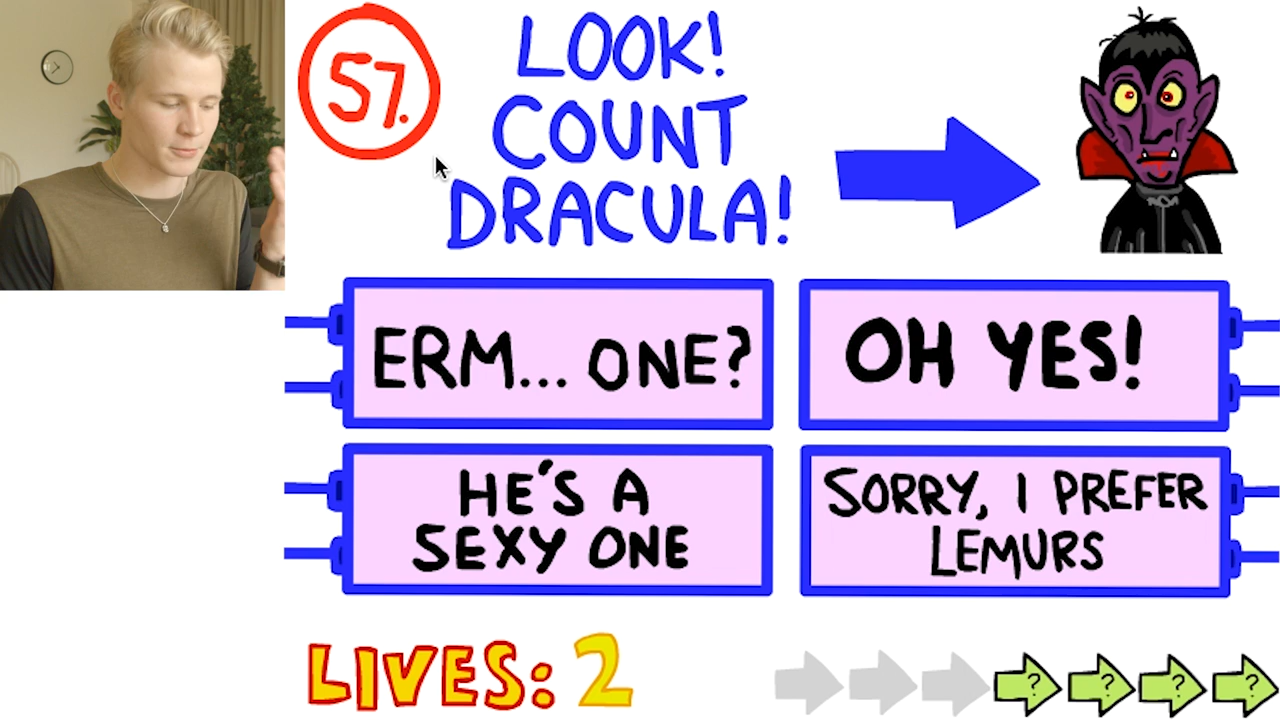 57.
LOOK!
COUNT
DRACULA!
ERM... ONE?
OH YES!
HE'S A
SEXY ONE
SORRY, I PREFER
LEMURS
LIVES: 2
? ? ? ?